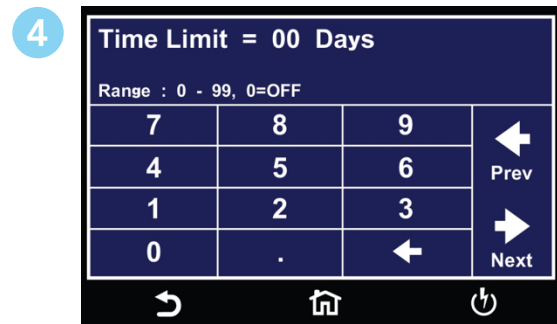 4
Time Limit = 00 Days
Range : 0 - 99, 0=OFF
7 8 9
4 5 6
Prev
1 2 3
0 .
Next